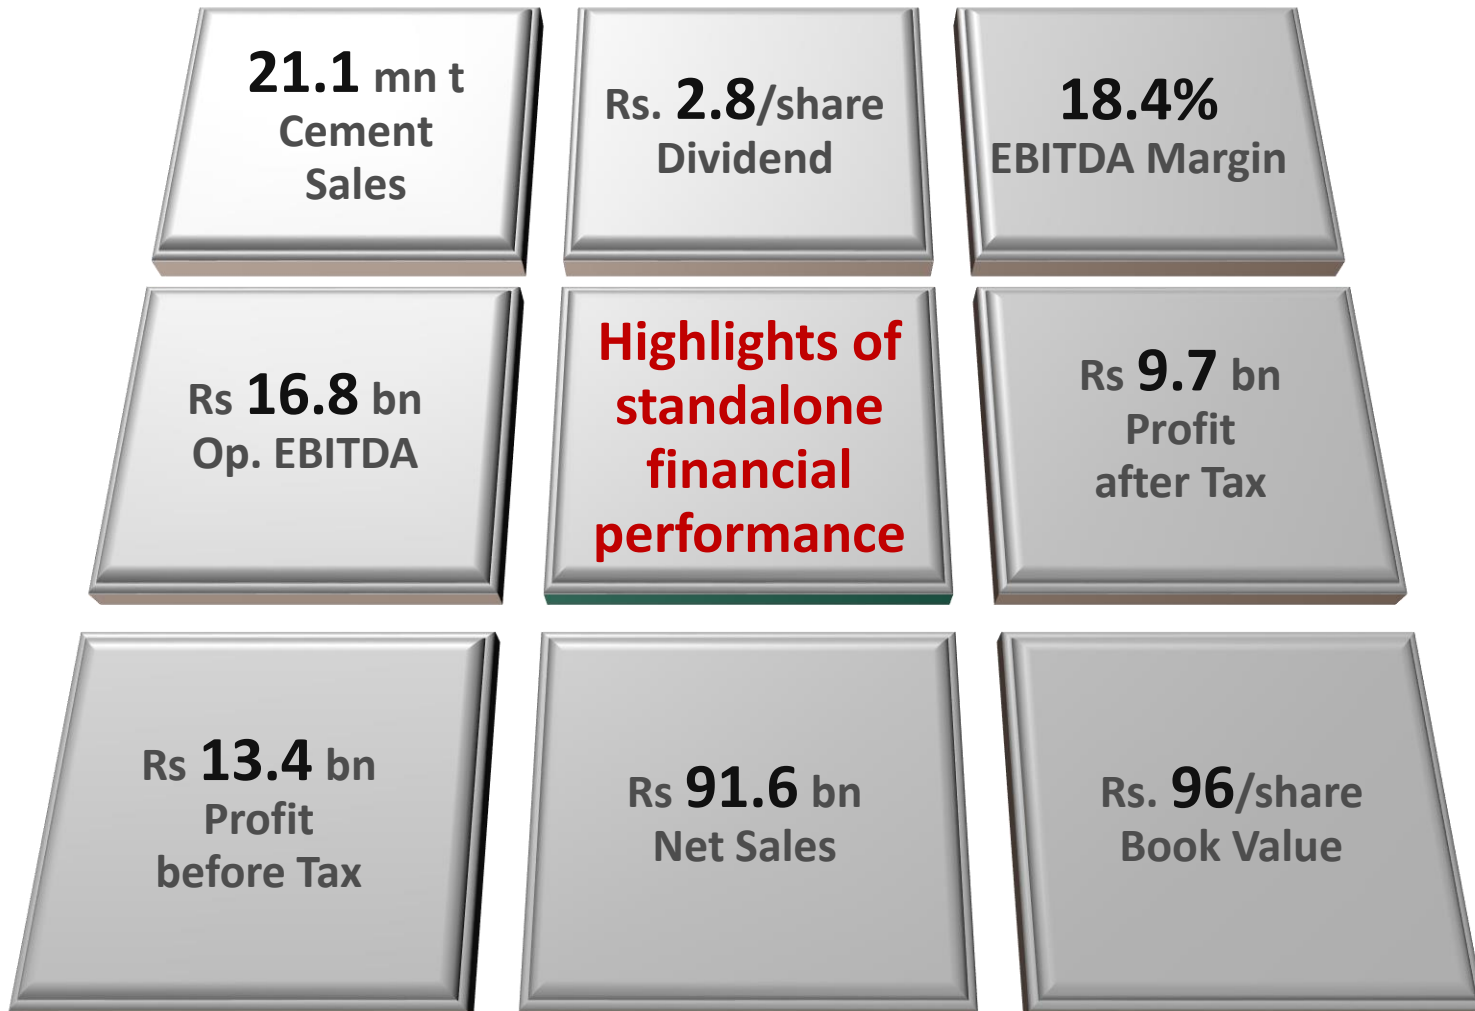 21.1 mn t
Cement
Sales
Rs. 2.8/share
Dividend
18.4%
EBITDA Margin
Rs 16.8 bn
Op. EBITDA
Highlights of
standalone
financial
performance
Rs 9.7 bn
Profit
after Tax
Rs 13.4 bn
Profit
before Tax
Rs 91.6 bn
Net Sales
Rs. 96/share
Book Value